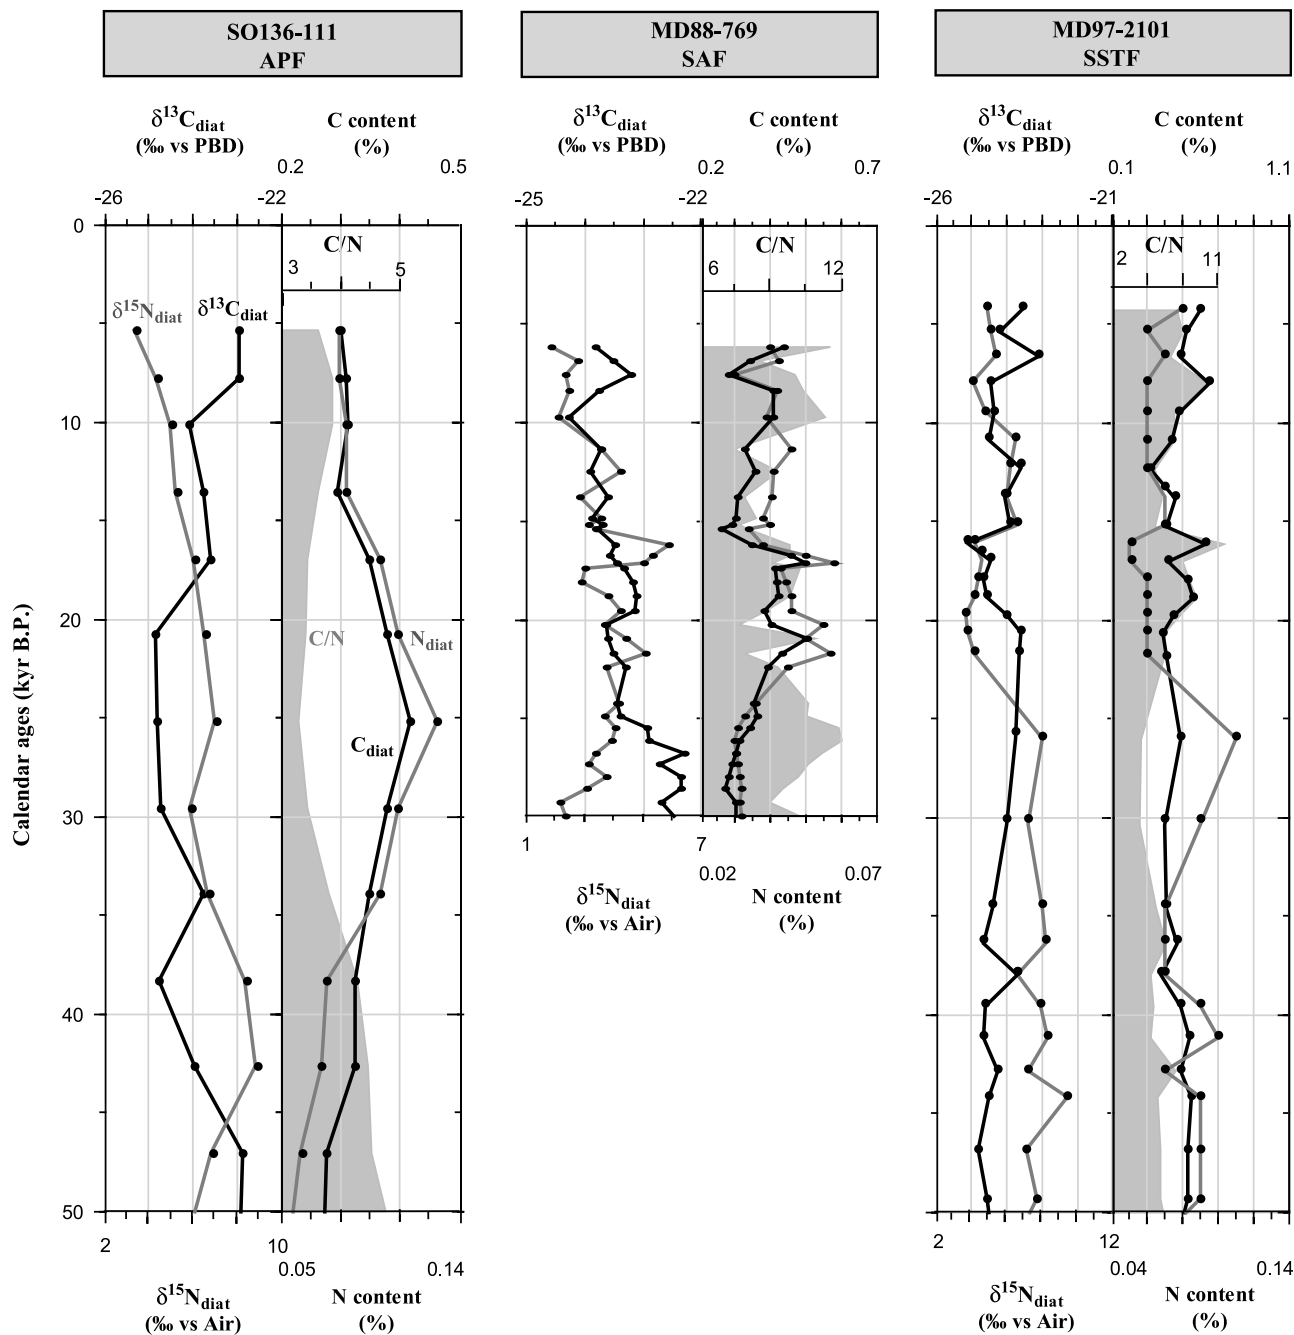 SO136-111
APF
MD88-769
SAF
MD97-2101
SSTF
δ13Cdiat
(‰ vs PBD)
C content
(%)
δ13Cdiat
(‰ vs PBD)
C content
(%)
δ13Cdiat
(‰ vs PBD)
C content
(%)
0.2 0.5
0.2 0.7
0.1 1.1
-26 -22
-25 -22
-26 -21
C/N
3 5
C/N
6 12
C/N
2 11
δ15Ndiat
δ13Cdiat
C/N
Ndiat
Cdiat
Calendar ages (kyr B.P.)
0
10
20
30
40
50
1 7
0.02 0.07
δ15Ndiat
(‰ vs Air)
N content
(%)
2 10
0.05 0.14
δ15Ndiat
(‰ vs Air)
N content
(%)
2 12
0.04 0.14
δ15Ndiat
(‰ vs Air)
N content
(%)